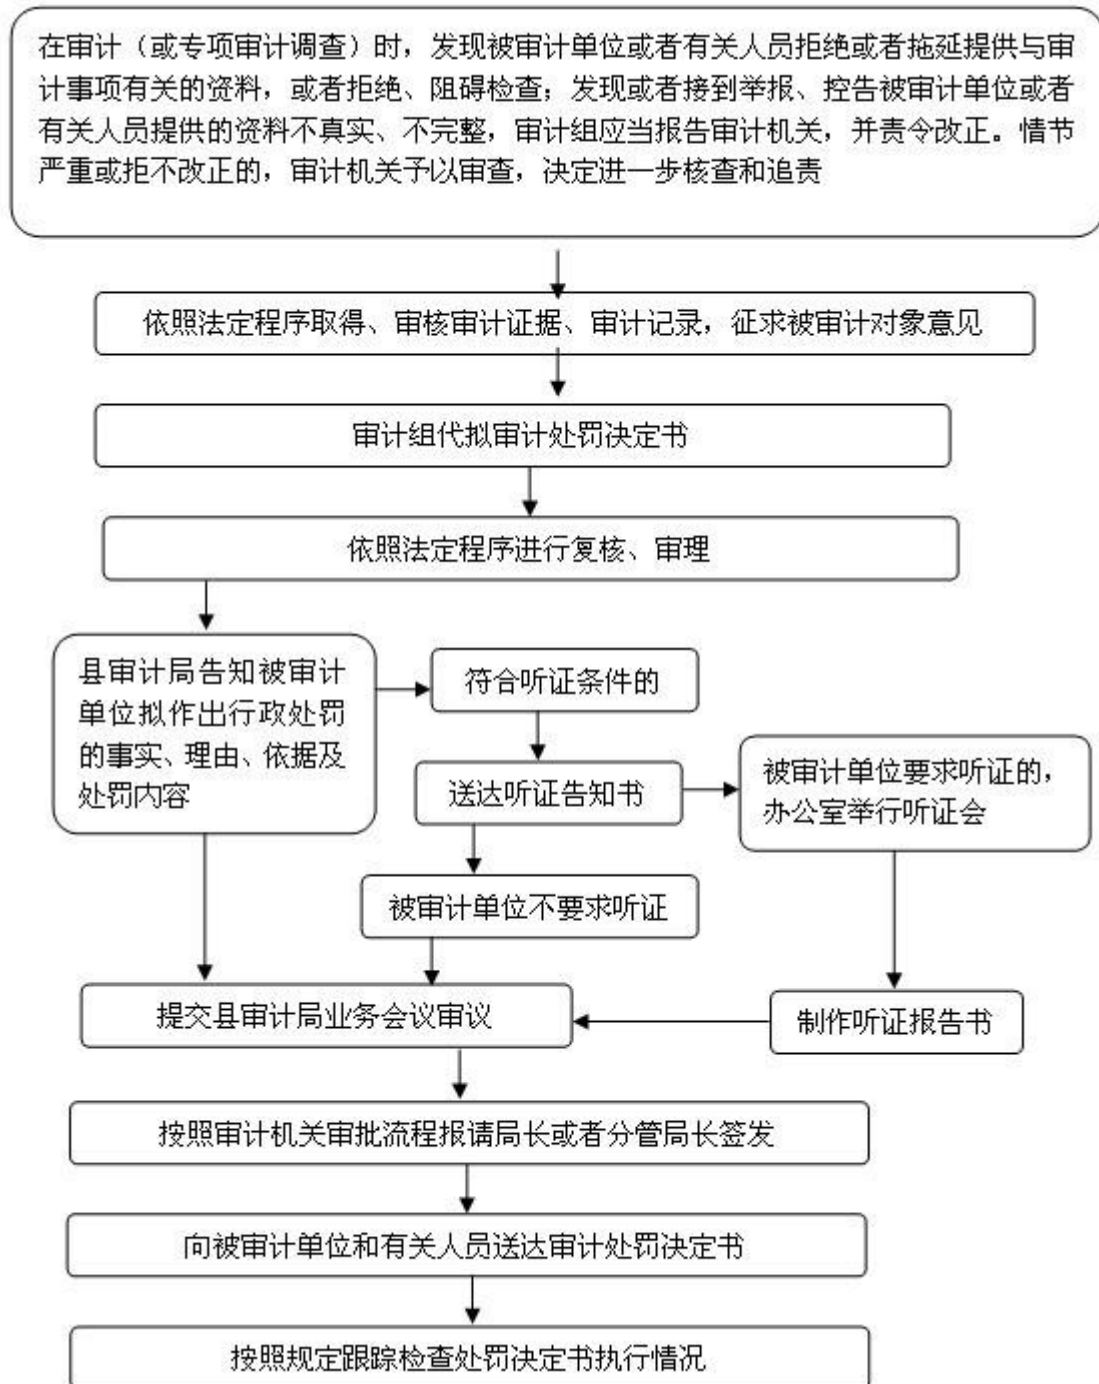 在审计（或专项审计调查）时，发现被审计单位或者有关人员拒绝或者拖延提供与审
计事项有关的资料，或者拒绝、阻碍检查；发现或者接到举报、控告被审计单位或者
有关人员提供的资料不真实、不完整，审计组应当报告审计机关，并责令改正。情节
严重或拒不改正的，审计机关予以审查，决定进一步核查和追责
依照法定程序取得、审核审计证据、审计记录，征求被审计对象意见
审计组代拟审计处罚决定书
依照法定程序进行复核、审理
县审计局告知被审计
单位拟作出行政处罚
的事实、理由、依据及
处罚内容
符合听证条件的
送达听证告知书
被审计单位要求听证的，
办公室举行听证会
被审计单位不要求听证
提交县审计局业务会议审议
制作听证报告书
按照审计机关审批流程报请局长或者分管局长签发
向被审计单位和有关人员送达审计处罚决定书
按照规定跟踪检查处罚决定书执行情况